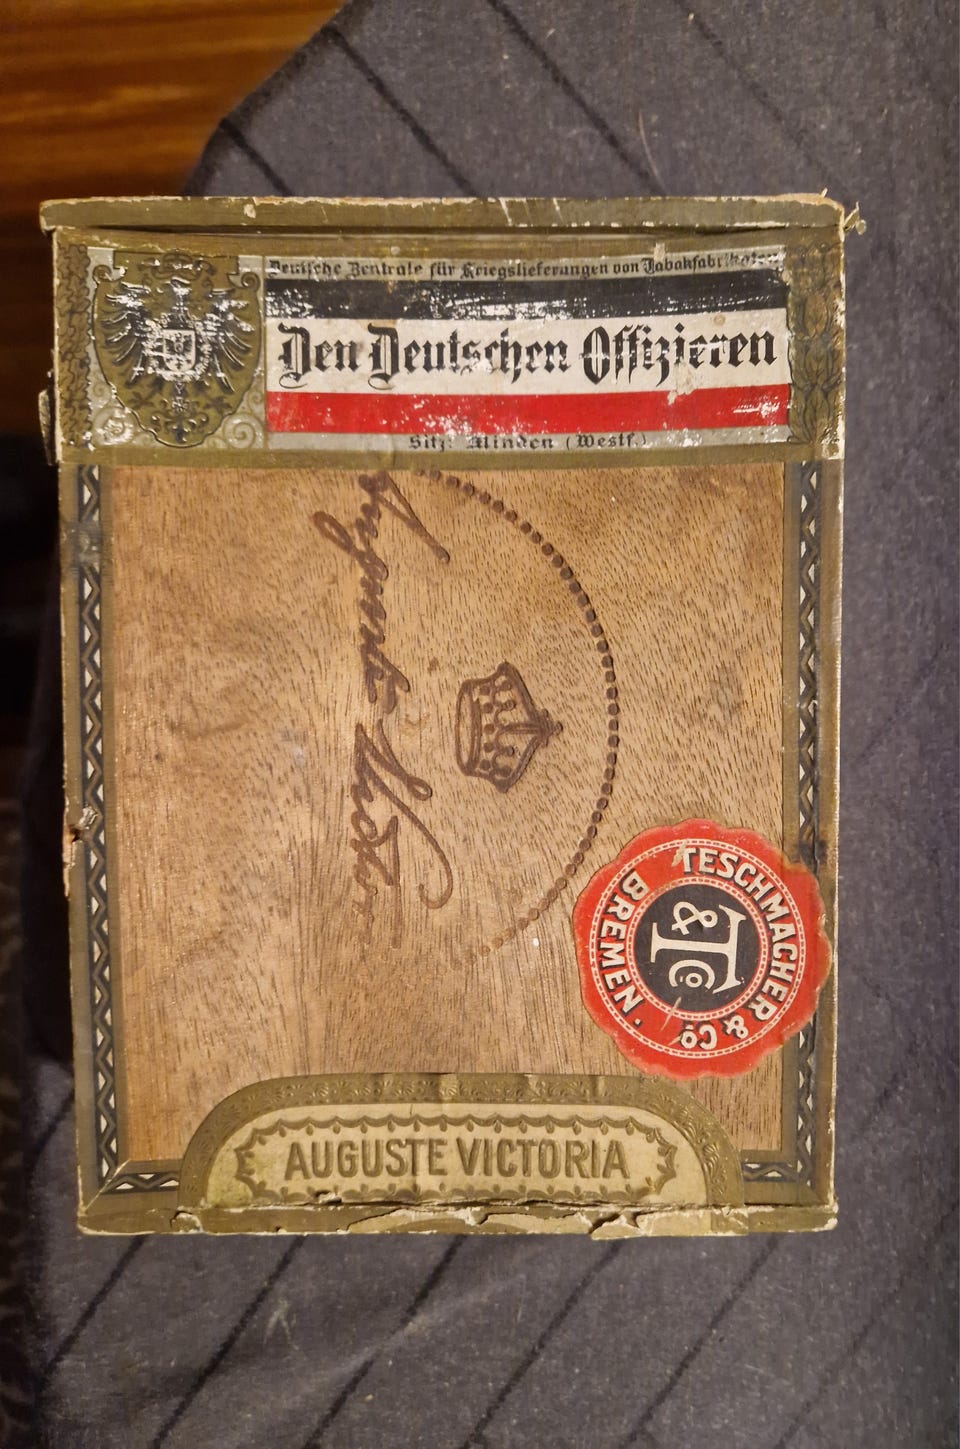 Deutsche Zentrale für Kriegslieferungen von Tabakfabrikaten
Den Deutschen Offizieren
Sitz: Minden (Westf.)
Auguste Victoria
TESCHMACHER & Co.
BREMEN.
T & Co
AUGUSTE VICTORIA